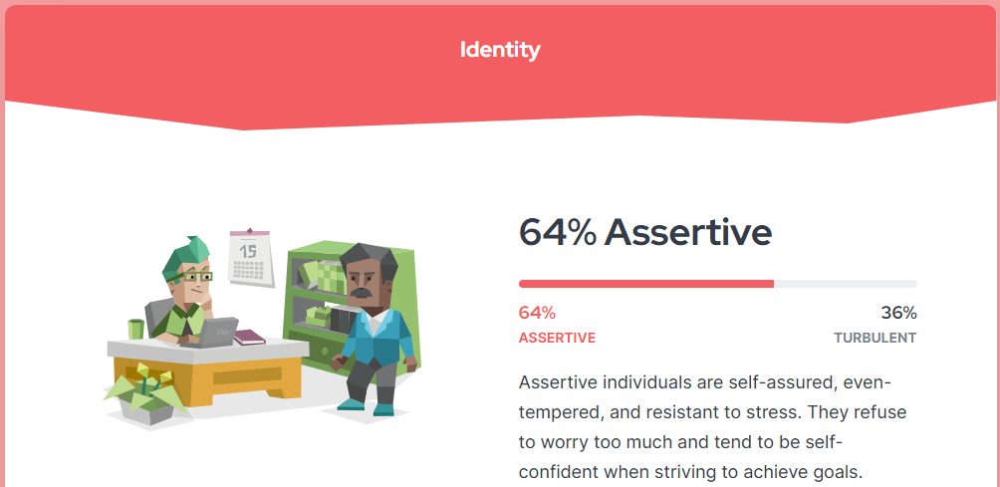 Identity
15
64% Assertive
64%
36%
ASSERTIVE
TURBULENT
Assertive individuals are self-assured, even-
tempered, and resistant to stress. They refuse
to worry too much and tend to be self-
confident when striving to achieve goals.